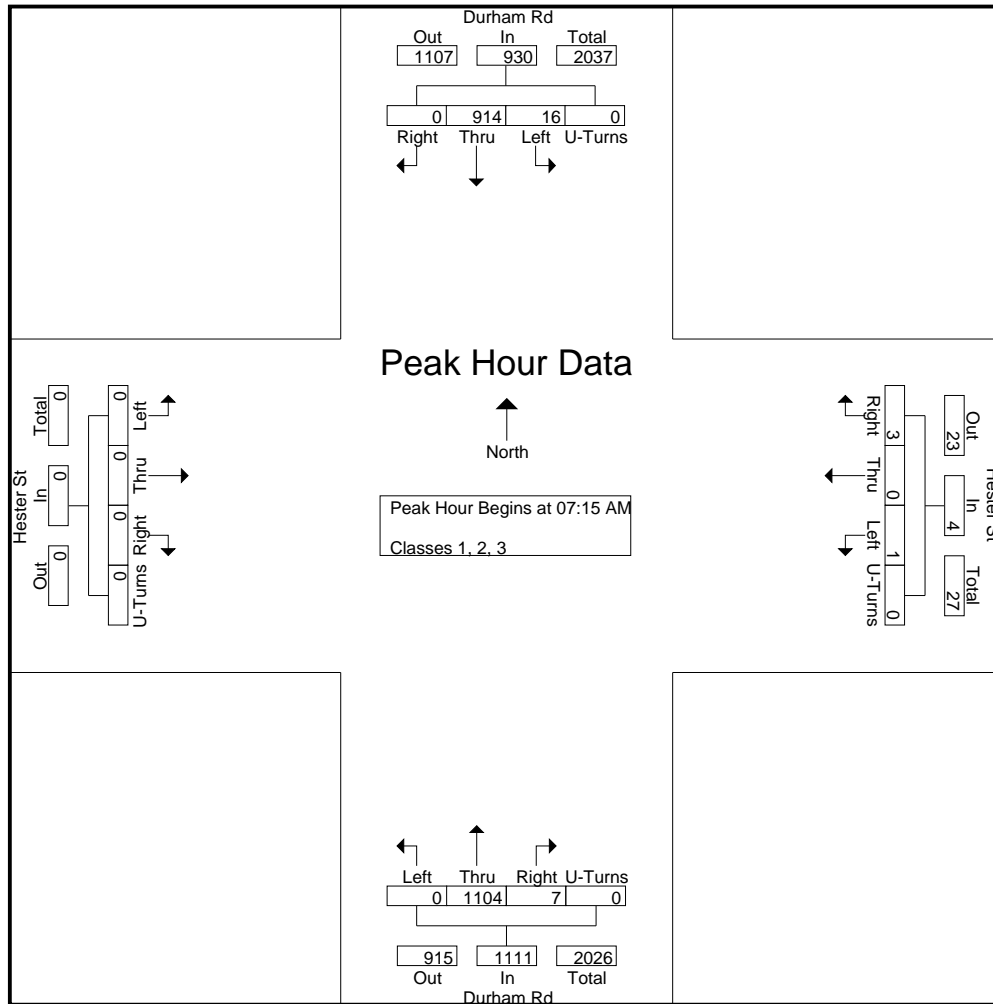 Durham Rd
Out In Total
1107 930 2037
0 914 16 0
Right Thru Left U-Turns
Peak Hour Data
North
Peak Hour Begins at 07:15 AM
Classes 1, 2, 3
Hester St
Total In Out
0 0 0
0 0 0 0
Left Thru Right U-Turns
Right Thru Left U-Turns
3 0 1 0
Out In Total
23 4 27
Hester St
Left Thru Right U-Turns
0 1104 7 0
915 1111 2026
Out In Total
Durham Rd